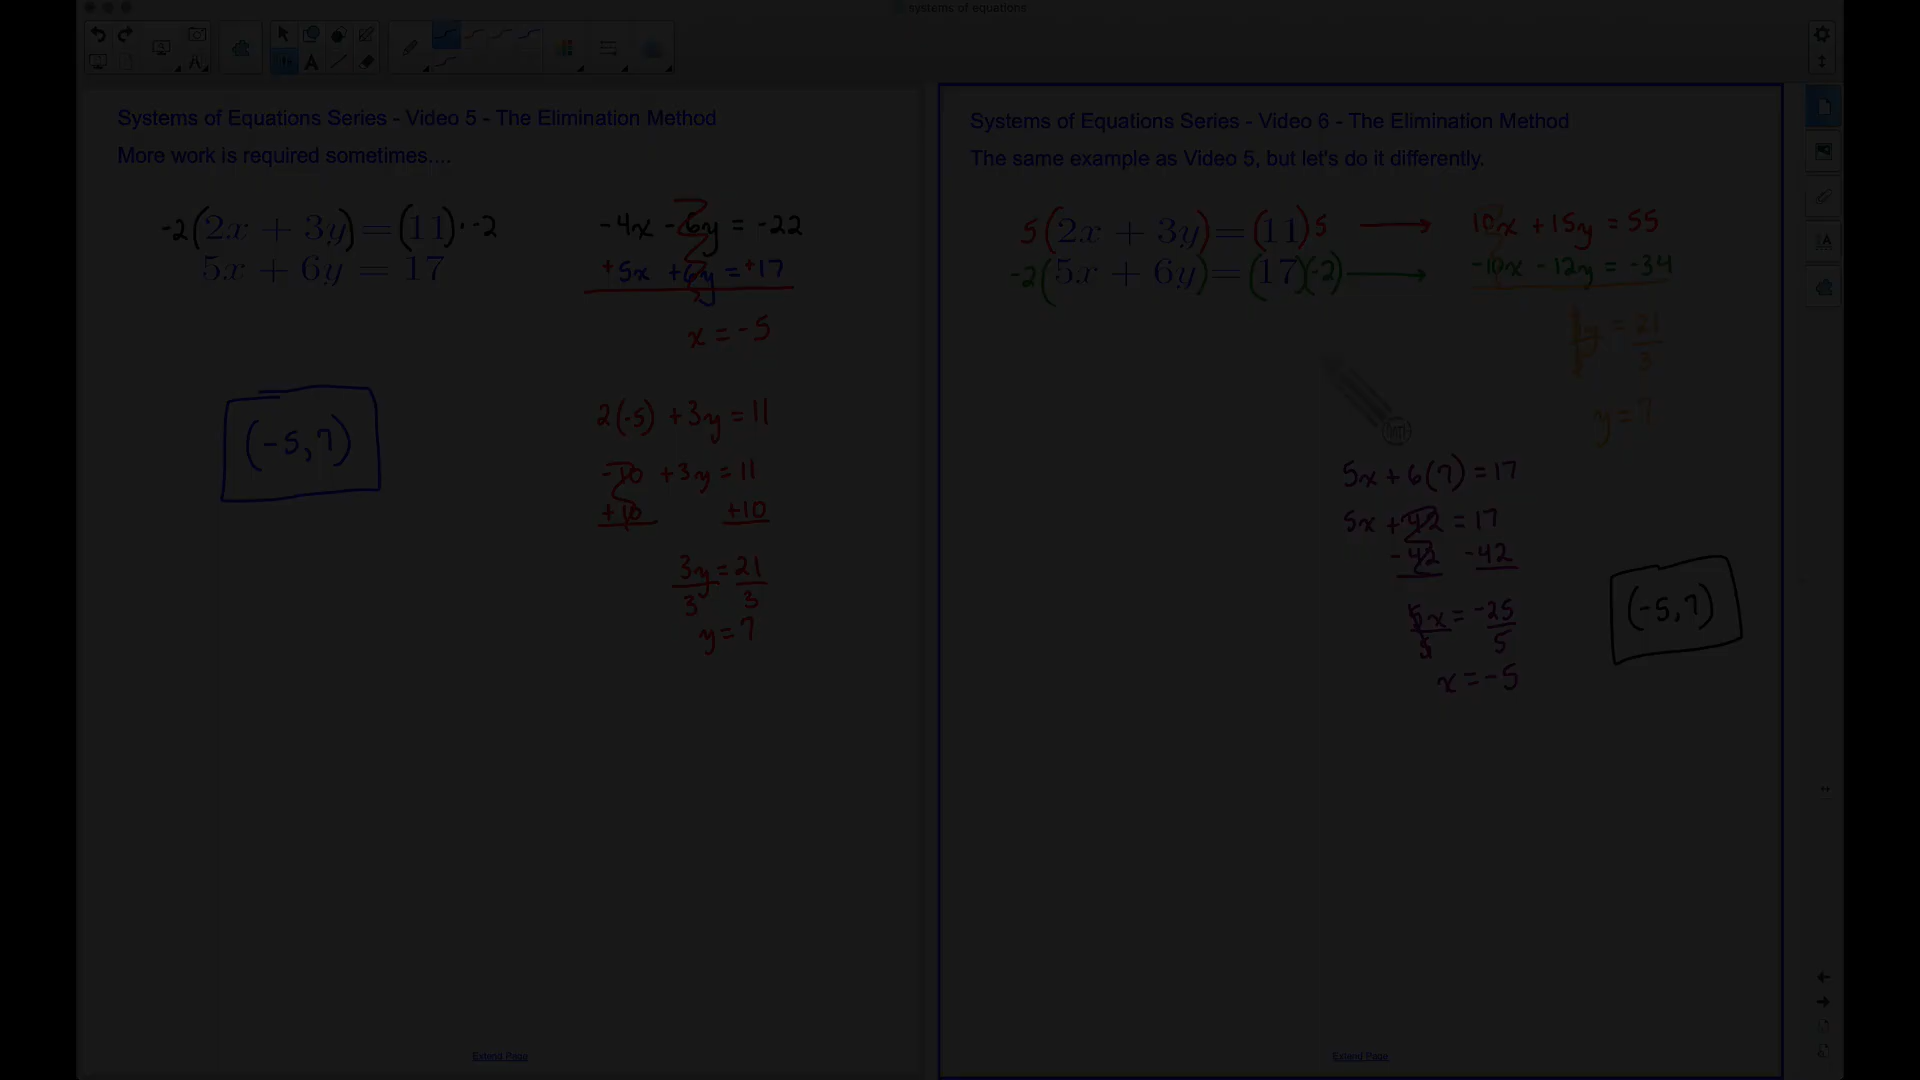 systems of equations
Systems of Equations Series - Video 5 - The Elimination Method
More work is required sometimes....
-2(2x + 3y) = (11)·-2
5x + 6y = 17
-4x - 6y = -22
+5x +6y = +17
x = -5
2(-5) +3y = 11
-10 +3y = 11
+10 +10
3y = 21
3 3
y = 7
(-5,7)
Extend Page
Systems of Equations Series - Video 6 - The Elimination Method
The same example as Video 5, but let's do it differently.
5(2x + 3y) = (11)5
-2(5x + 6y) = (17)(-2)
10x + 15y = 55
-10x - 12y = -34
3y = 21
3 3
y = 7
5x + 6(7) = 17
5x + 42 = 17
-42 -42
5x = -25
5 5
x = -5
(-5,7)
Extend Page